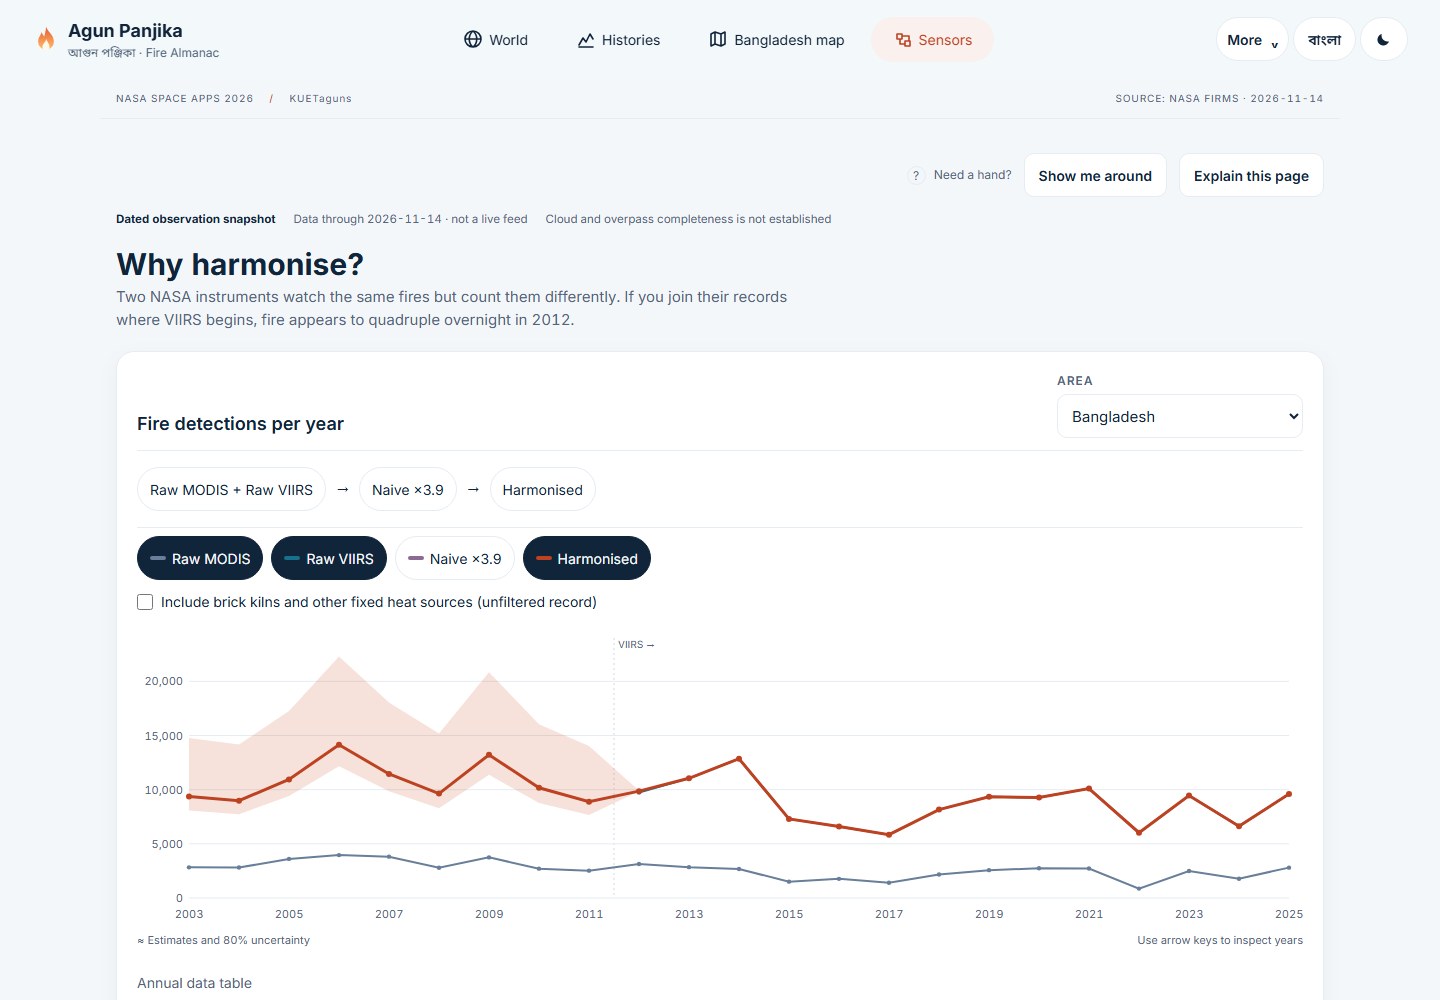 Agun Panjika
আগুন পঞ্জিকা · Fire Almanac
World
Histories
Bangladesh map
Sensors
More
বাংলা
NASA SPACE APPS 2026 / KUETaguns
SOURCE: NASA FIRMS · 2026-11-14
? Need a hand?
Show me around
Explain this page
Dated observation snapshot
Data through 2026-11-14 · not a live feed
Cloud and overpass completeness is not established
Why harmonise?
Two NASA instruments watch the same fires but count them differently. If you join their records
where VIIRS begins, fire appears to quadruple overnight in 2012.
AREA
Bangladesh
Fire detections per year
Raw MODIS + Raw VIIRS → Naive ×3.9 → Harmonised
Raw MODIS
Raw VIIRS
Naive ×3.9
Harmonised
Include brick kilns and other fixed heat sources (unfiltered record)
VIIRS →
20,000
15,000
10,000
5,000
0
2003 2005 2007 2009 2011 2013 2015 2017 2019 2021 2023 2025
≈ Estimates and 80% uncertainty
Use arrow keys to inspect years
Annual data table